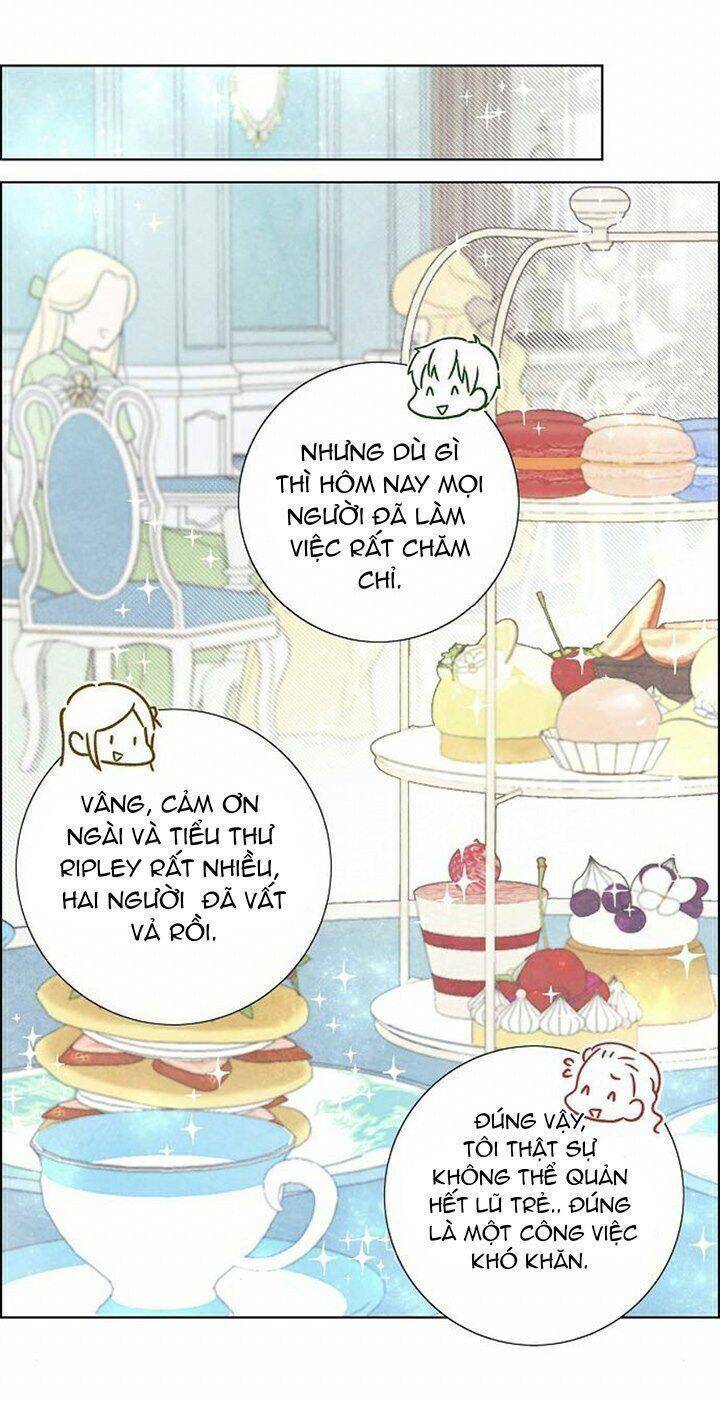 NHƯNG DÙ GÌ
THÌ HÔM NAY MỌI
NGƯỜI ĐÃ LÀM
VIỆC RẤT CHĂM
CHỈ.
VÂNG, CẢM ƠN
NGÀI VÀ TIỂU THƯ
RIPLEY RẤT NHIỀU,
HAI NGƯỜI ĐÃ VẤT
VẢ RỒI.
ĐÚNG VẬY,
TÔI THẬT SỰ
KHÔNG THỂ QUẢN
HẾT LŨ TRẺ.. ĐÚNG
LÀ MỘT CÔNG VIỆC
KHÓ KHĂN.